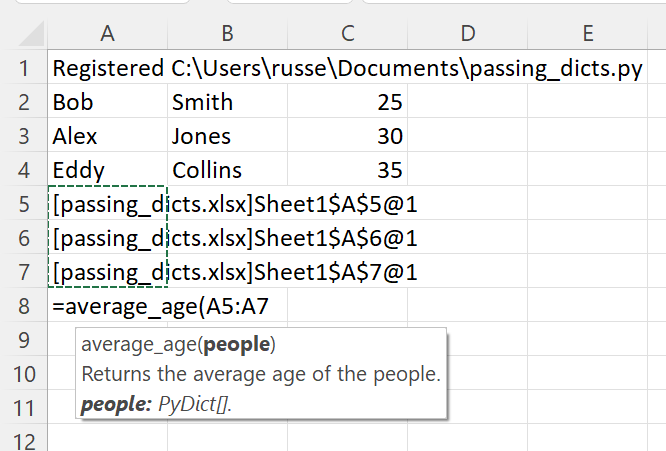 A B C D E
1 Registered C:\Users\russe\Documents\passing_dicts.py
2 Bob Smith 25
3 Alex Jones 30
4 Eddy Collins 35
5 [passing_dicts.xlsx]Sheet1$A$5@1
6 [passing_dicts.xlsx]Sheet1$A$6@1
7 [passing_dicts.xlsx]Sheet1$A$7@1
8 =average_age(A5:A7
9 average_age(people)
10 Returns the average age of the people.
11 people: PyDict[].
12